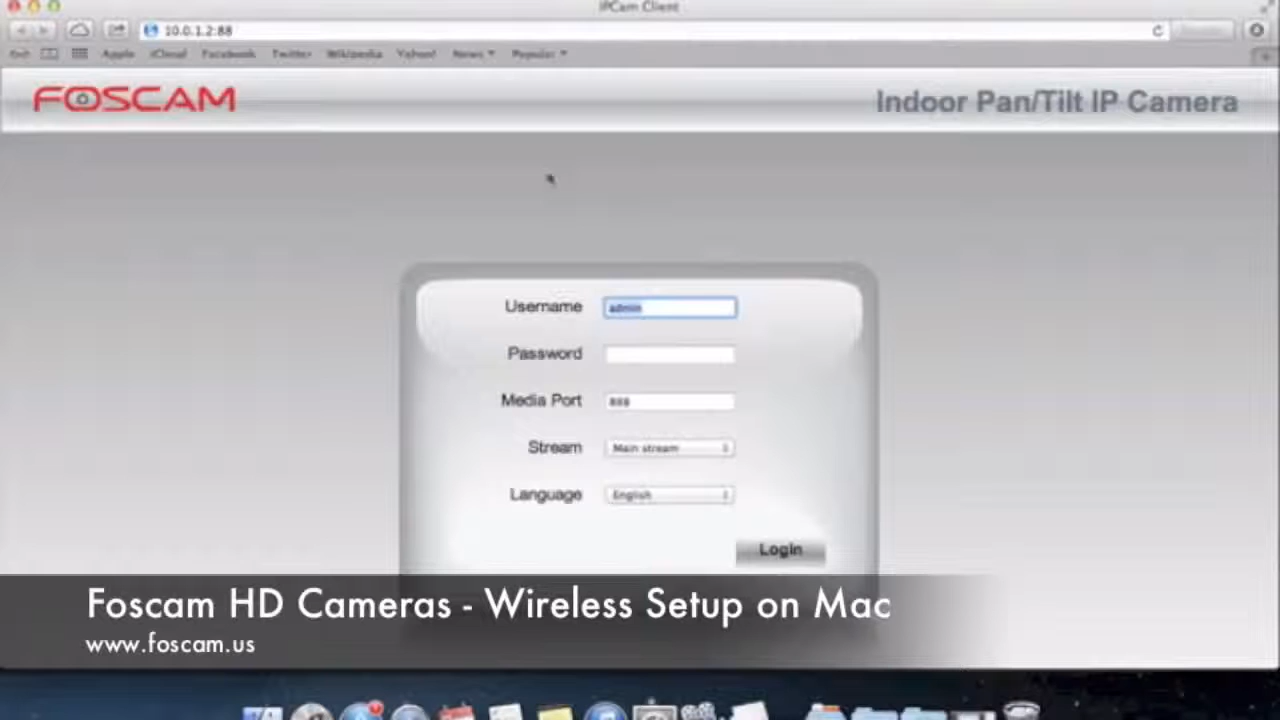 IPCam Client
10.0.1.2:88
Apple iCloud Facebook Twitter Wikipedia Yahoo! News Popular
FOSCAM
Indoor Pan/Tilt IP Camera
Username admin
Password
Media Port 888
Stream Main stream
Language English
Login
Foscam HD Cameras - Wireless Setup on Mac
www.foscam.us